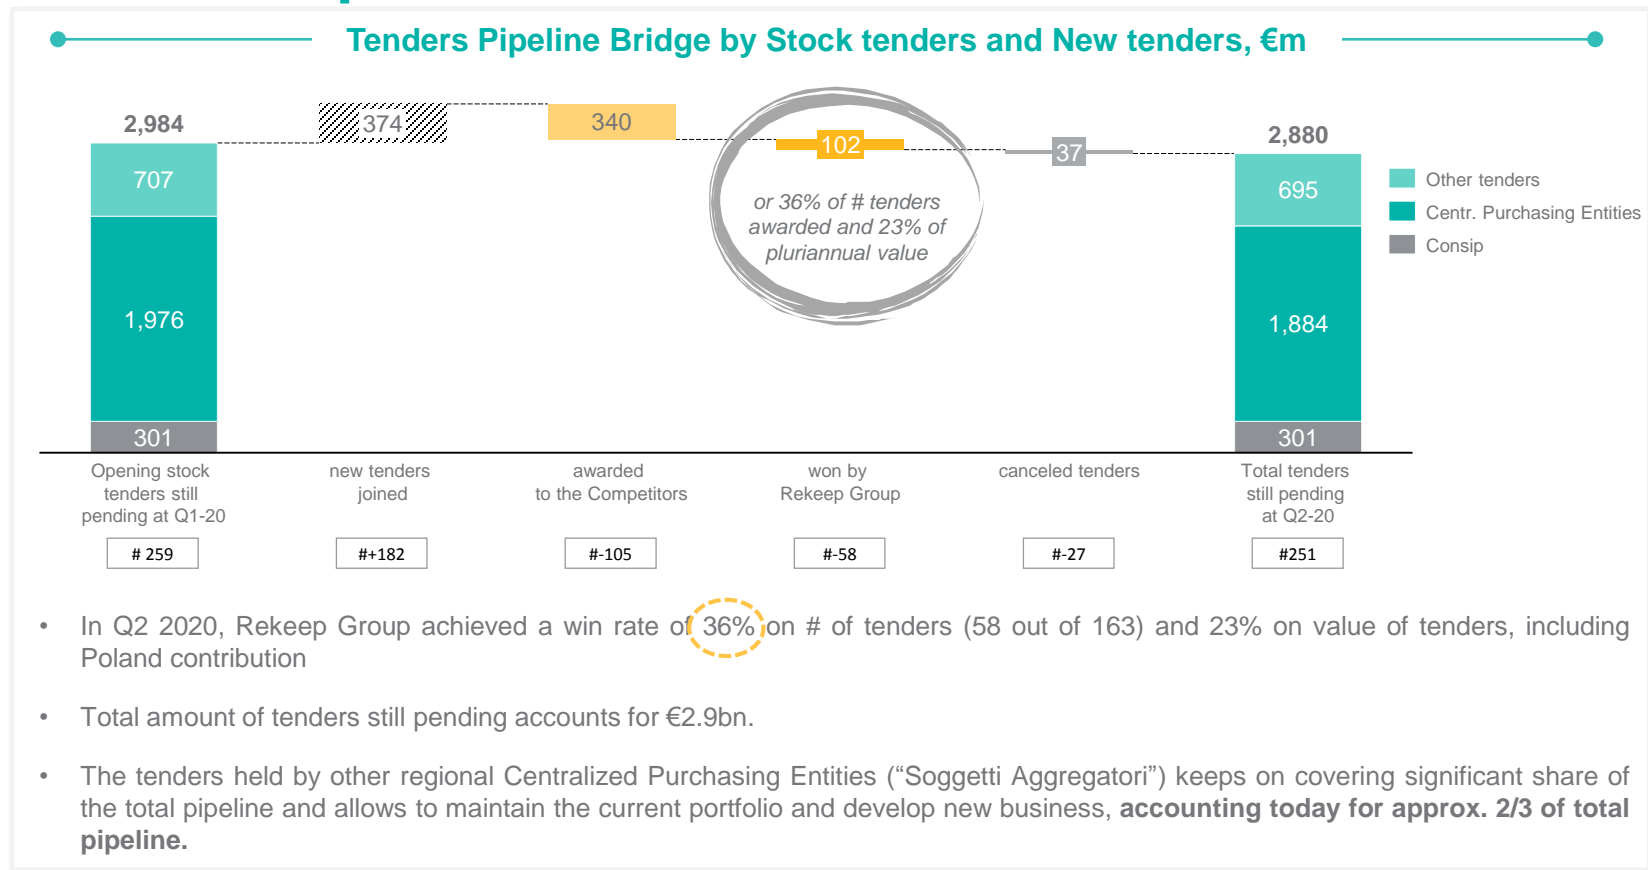 Tenders Pipeline Bridge by Stock tenders and New tenders, €m
2,984
707
1,976
301
374
340
102
or 36% of # tenders
awarded and 23% of
pluriannual value
37
2,880
695
1,884
301
Other tenders
Centr. Purchasing Entities
Consip
Opening stock
tenders still
pending at Q1-20
new tenders
joined
awarded
to the Competitors
won by
Rekeep Group
canceled tenders
Total tenders
still pending
at Q2-20
# 259
#+182
#-105
#-58
#-27
#251
• In Q2 2020, Rekeep Group achieved a win rate of 36% on # of tenders (58 out of 163) and 23% on value of tenders, including
Poland contribution
• Total amount of tenders still pending accounts for €2.9bn.
• The tenders held by other regional Centralized Purchasing Entities (“Soggetti Aggregatori”) keeps on covering significant share of
the total pipeline and allows to maintain the current portfolio and develop new business, accounting today for approx. 2/3 of total
pipeline.